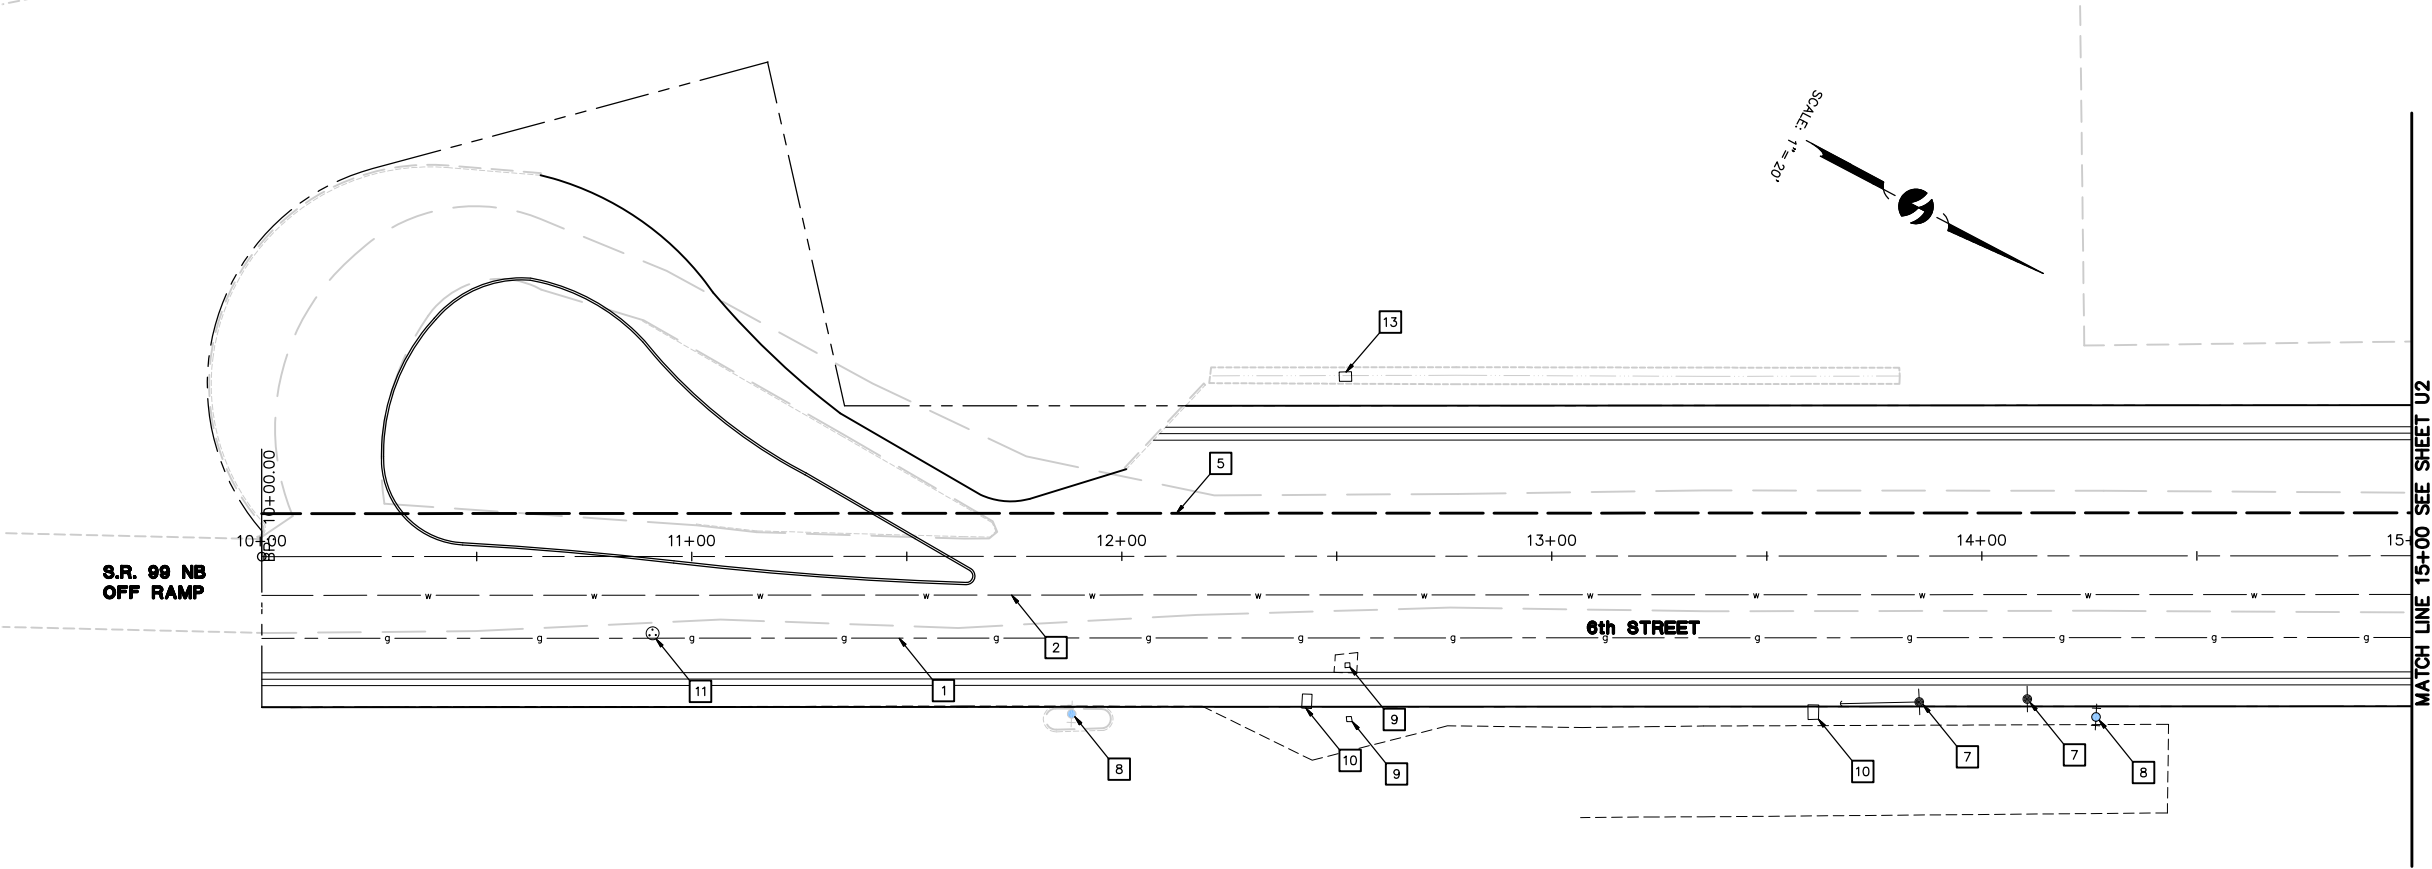 SCALE: 1"= 20'
13
5
10+00.00
BP
10+00
11+00
12+00
13+00
14+00
15+
S.R. 99 NB
OFF RAMP
w w w w w w w w w w w w
6th STREET
g g g g g g g g g g g g g g
2
11
1
9
10
9
8
10
7
7
8
MATCH LINE 15+00 SEE SHEET U2